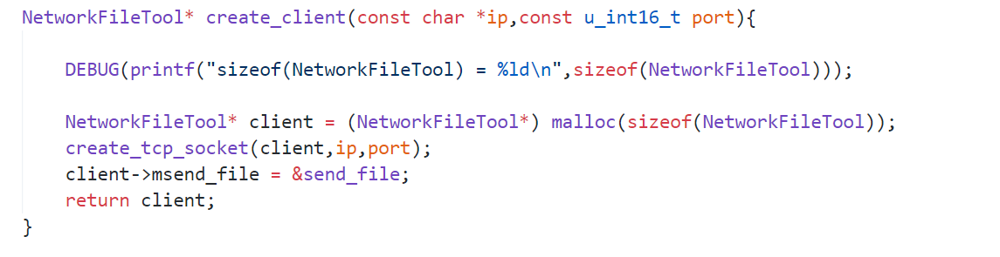 NetworkFileTool* create_client(const char *ip,const u_int16_t port){
DEBUG(printf("sizeof(NetworkFileTool) = %ld\n",sizeof(NetworkFileTool)));
NetworkFileTool* client = (NetworkFileTool*) malloc(sizeof(NetworkFileTool));
create_tcp_socket(client,ip,port);
client->msend_file = &send_file;
return client;
}